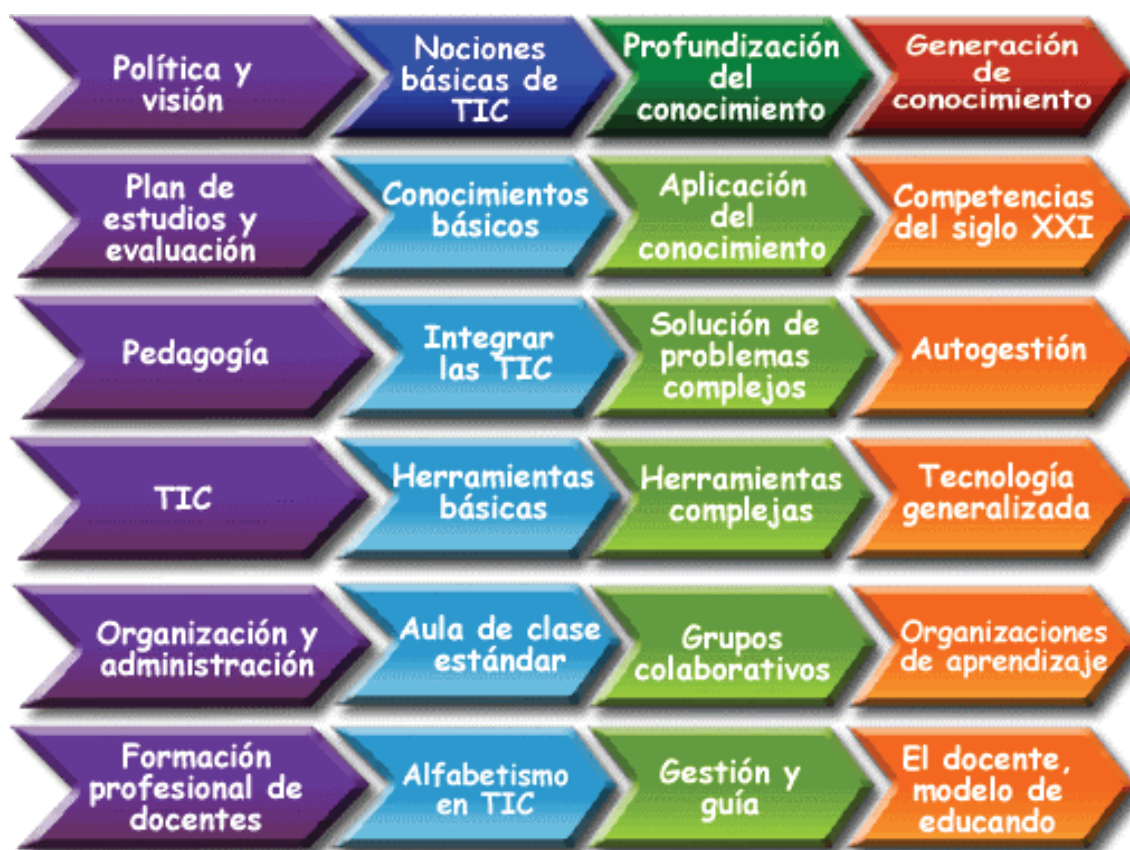 Política y
visión
Nociones
básicas de
TIC
Profundización
del
conocimiento
Generación
de
conocimiento
Plan de
estudios y
evaluación
Conocimientos
básicos
Aplicación
del
conocimiento
Competencias
del siglo XXI
Pedagogía
Integrar
las TIC
Solución de
problemas
complejos
Autogestión
TIC
Herramientas
básicas
Herramientas
complejas
Tecnología
generalizada
Organización y
administración
Aula de clase
estándar
Grupos
colaborativos
Organizaciones
de aprendizaje
Formación
profesional de
docentes
Alfabetismo
en TIC
Gestión y
guía
El docente,
modelo de
educando